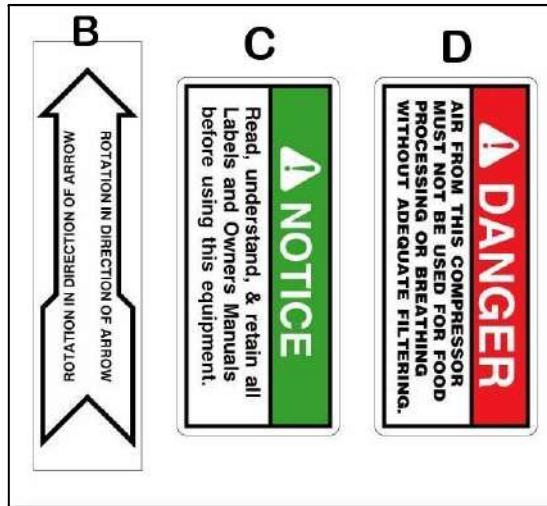 B
ROTATION IN DIRECTION OF ARROW
ROTATION IN DIRECTION OF ARROW
C
NOTICE
Read, understand, & retain all
Labels and Owners Manuals
before using this equipment.
D
DANGER
AIR FROM THIS COMPRESSOR
MUST NOT BE USED FOR FOOD
PROCESSING OR BREATHING
WITHOUT ADEQUATE FILTERING.